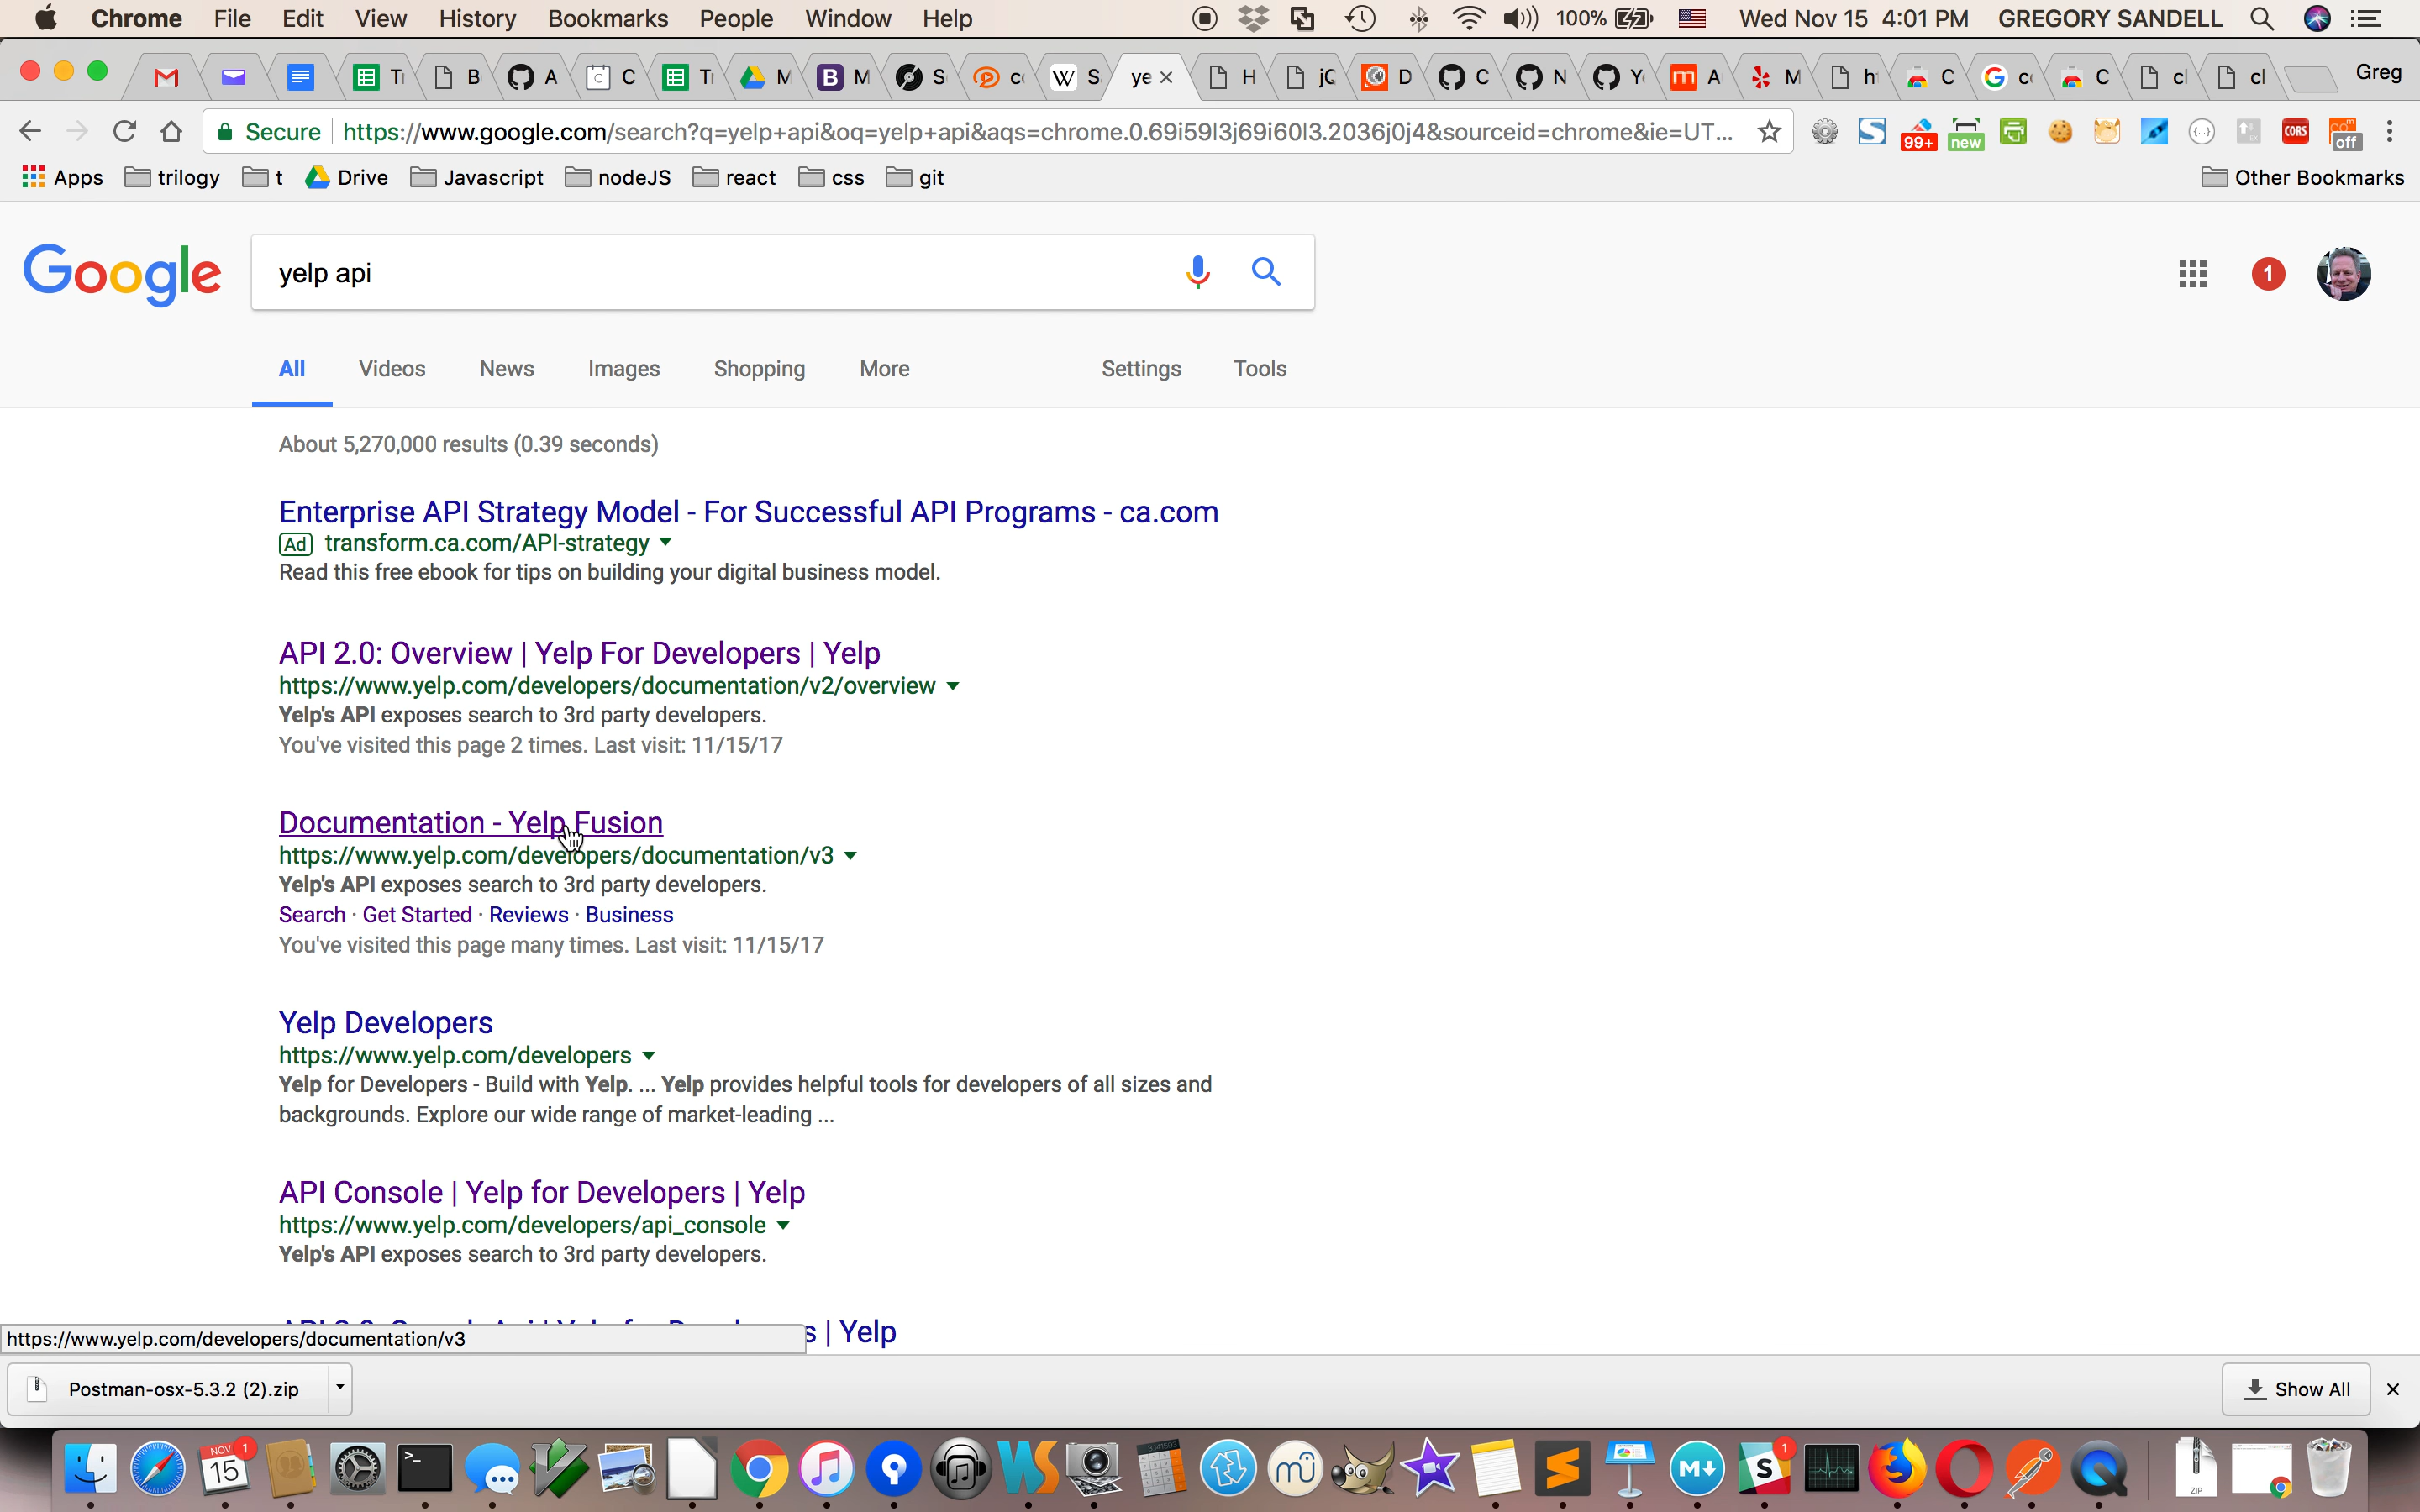 Chrome File Edit View History Bookmarks People Window Help 100% Wed Nov 15 4:01 PM GREGORY SANDELL
Greg
Secure https://www.google.com/search?q=yelp+api&oq=yelp+api&aqs=chrome.0.69i59l3j69i60l3.2036j0j4&sourceid=chrome&ie=UT... 99+ new CORS off
Apps trilogy t Drive Javascript nodeJS react css git Other Bookmarks
Google yelp api 1
All Videos News Images Shopping More Settings Tools
About 5,270,000 results (0.39 seconds)
Enterprise API Strategy Model - For Successful API Programs - ca.com
Ad transform.ca.com/API-strategy
Read this free ebook for tips on building your digital business model.
API 2.0: Overview | Yelp For Developers | Yelp
https://www.yelp.com/developers/documentation/v2/overview
Yelp's API exposes search to 3rd party developers.
You've visited this page 2 times. Last visit: 11/15/17
Documentation - Yelp Fusion
https://www.yelp.com/developers/documentation/v3
Yelp's API exposes search to 3rd party developers.
Search · Get Started · Reviews · Business
You've visited this page many times. Last visit: 11/15/17
Yelp Developers
https://www.yelp.com/developers
Yelp for Developers - Build with Yelp. ... Yelp provides helpful tools for developers of all sizes and
backgrounds. Explore our wide range of market-leading ...
API Console | Yelp for Developers | Yelp
https://www.yelp.com/developers/api_console
Yelp's API exposes search to 3rd party developers.
| Yelp
https://www.yelp.com/developers/documentation/v3
Postman-osx-5.3.2 (2).zip Show All
NOV 15 1